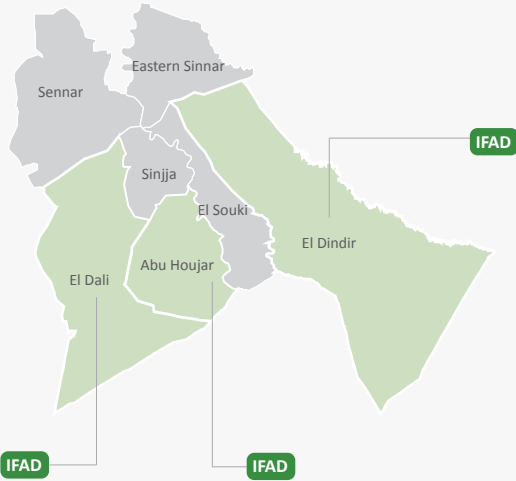 Eastern Sinnar
Sennar
IFAD
Sinjja
El Souki
El Dindir
Abu Houjar
El Dali
IFAD
IFAD